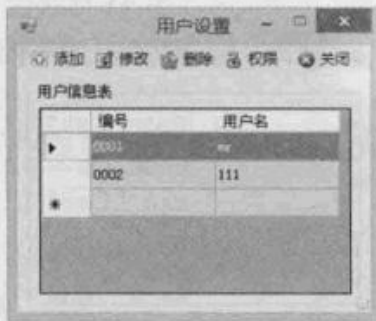 用户设置
添加 修改 删除 权限 关闭
用户信息表
编号 用户名
0001 mr
0002 111